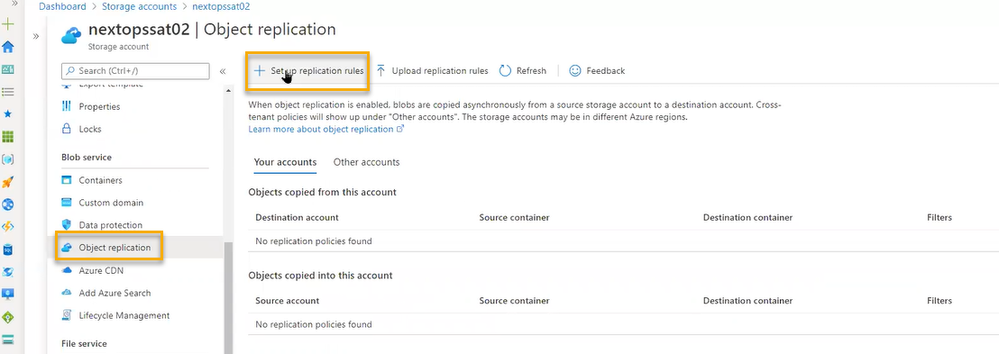 »
Dashboard > Storage accounts > nextopssat02
»
nextopssat02 | Object replication
Storage account
Search (Ctrl+/)
«
Set up replication rules
Upload replication rules
Refresh
Feedback
Export template
Properties
Locks
Blob service
Containers
Custom domain
Data protection
Object replication
Azure CDN
Add Azure Search
Lifecycle Management
File service
When object replication is enabled, blobs are copied asynchronously from a source storage account to a destination account. Cross-
tenant policies will show up under "Other accounts". The storage accounts may be in different Azure regions.
Learn more about object replication
Your accounts Other accounts
Objects copied from this account
Destination account Source container Destination container Filters
No replication policies found
Objects copied into this account
Source account Source container Destination container Filters
No replication policies found